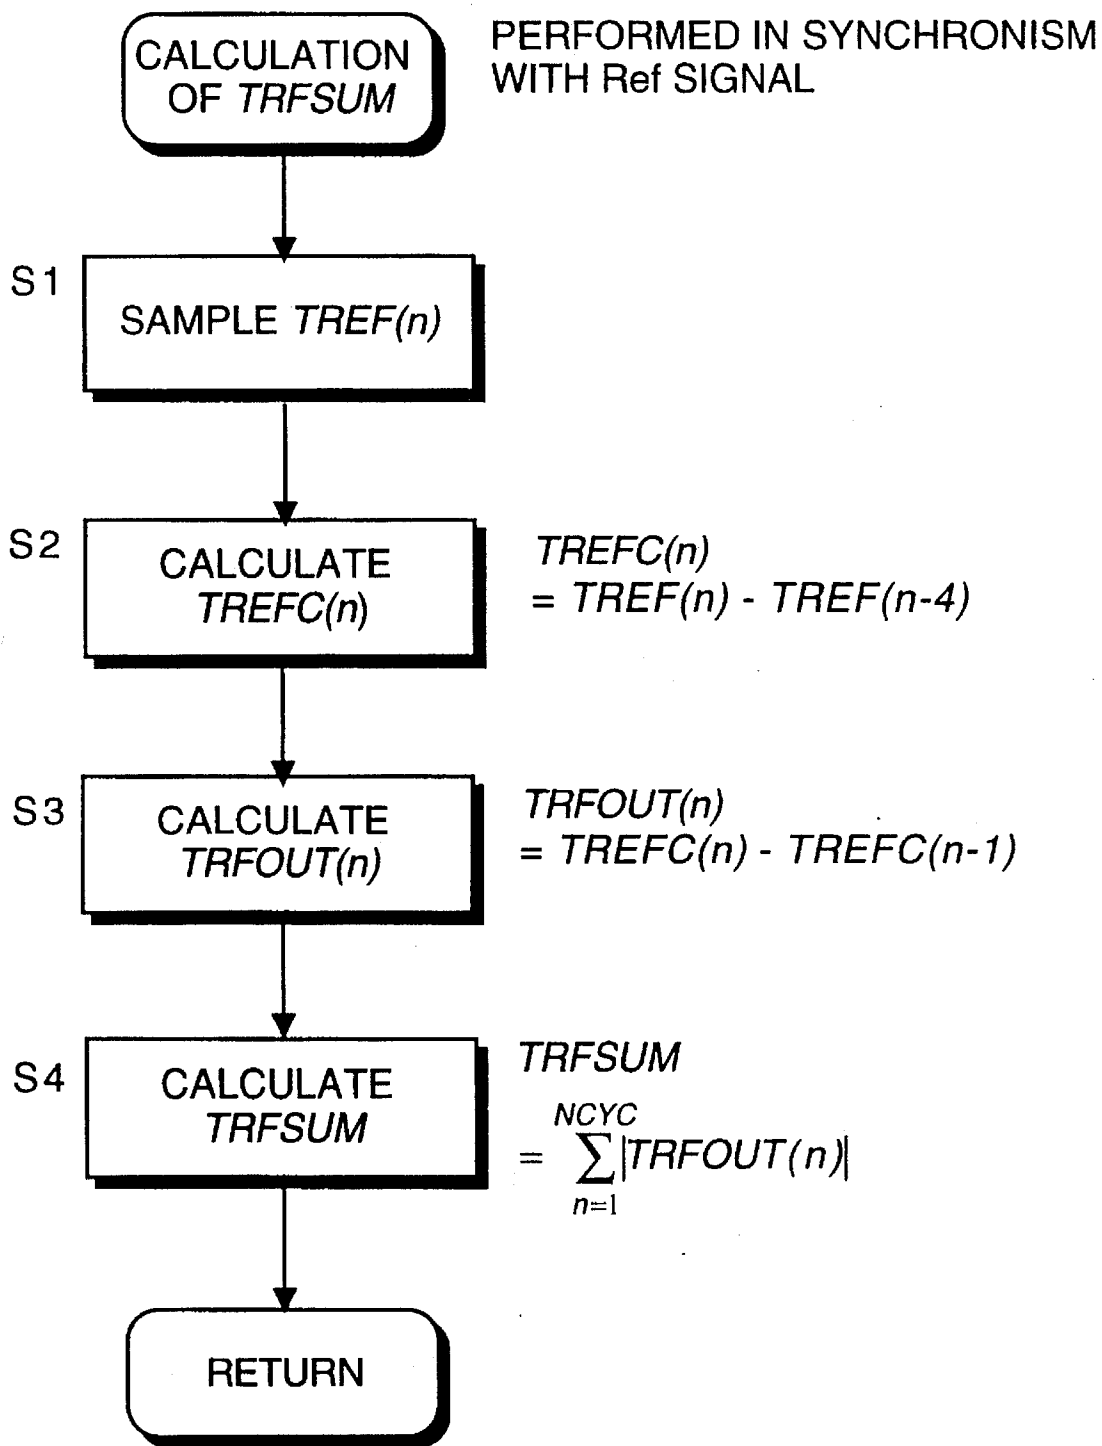 CALCULATION
OF TRFSUM
PERFORMED IN SYNCHRONISM
WITH Ref SIGNAL
S1
SAMPLE TREF(n)
S2
CALCULATE
TREFC(n)
TREFC(n)
= TREF(n) - TREF(n-4)
S3
CALCULATE
TRFOUT(n)
TRFOUT(n)
= TREFC(n) - TREFC(n-1)
S4
CALCULATE
TRFSUM
TRFSUM
NCYC
= ∑|TRFOUT(n)|
n=1
RETURN